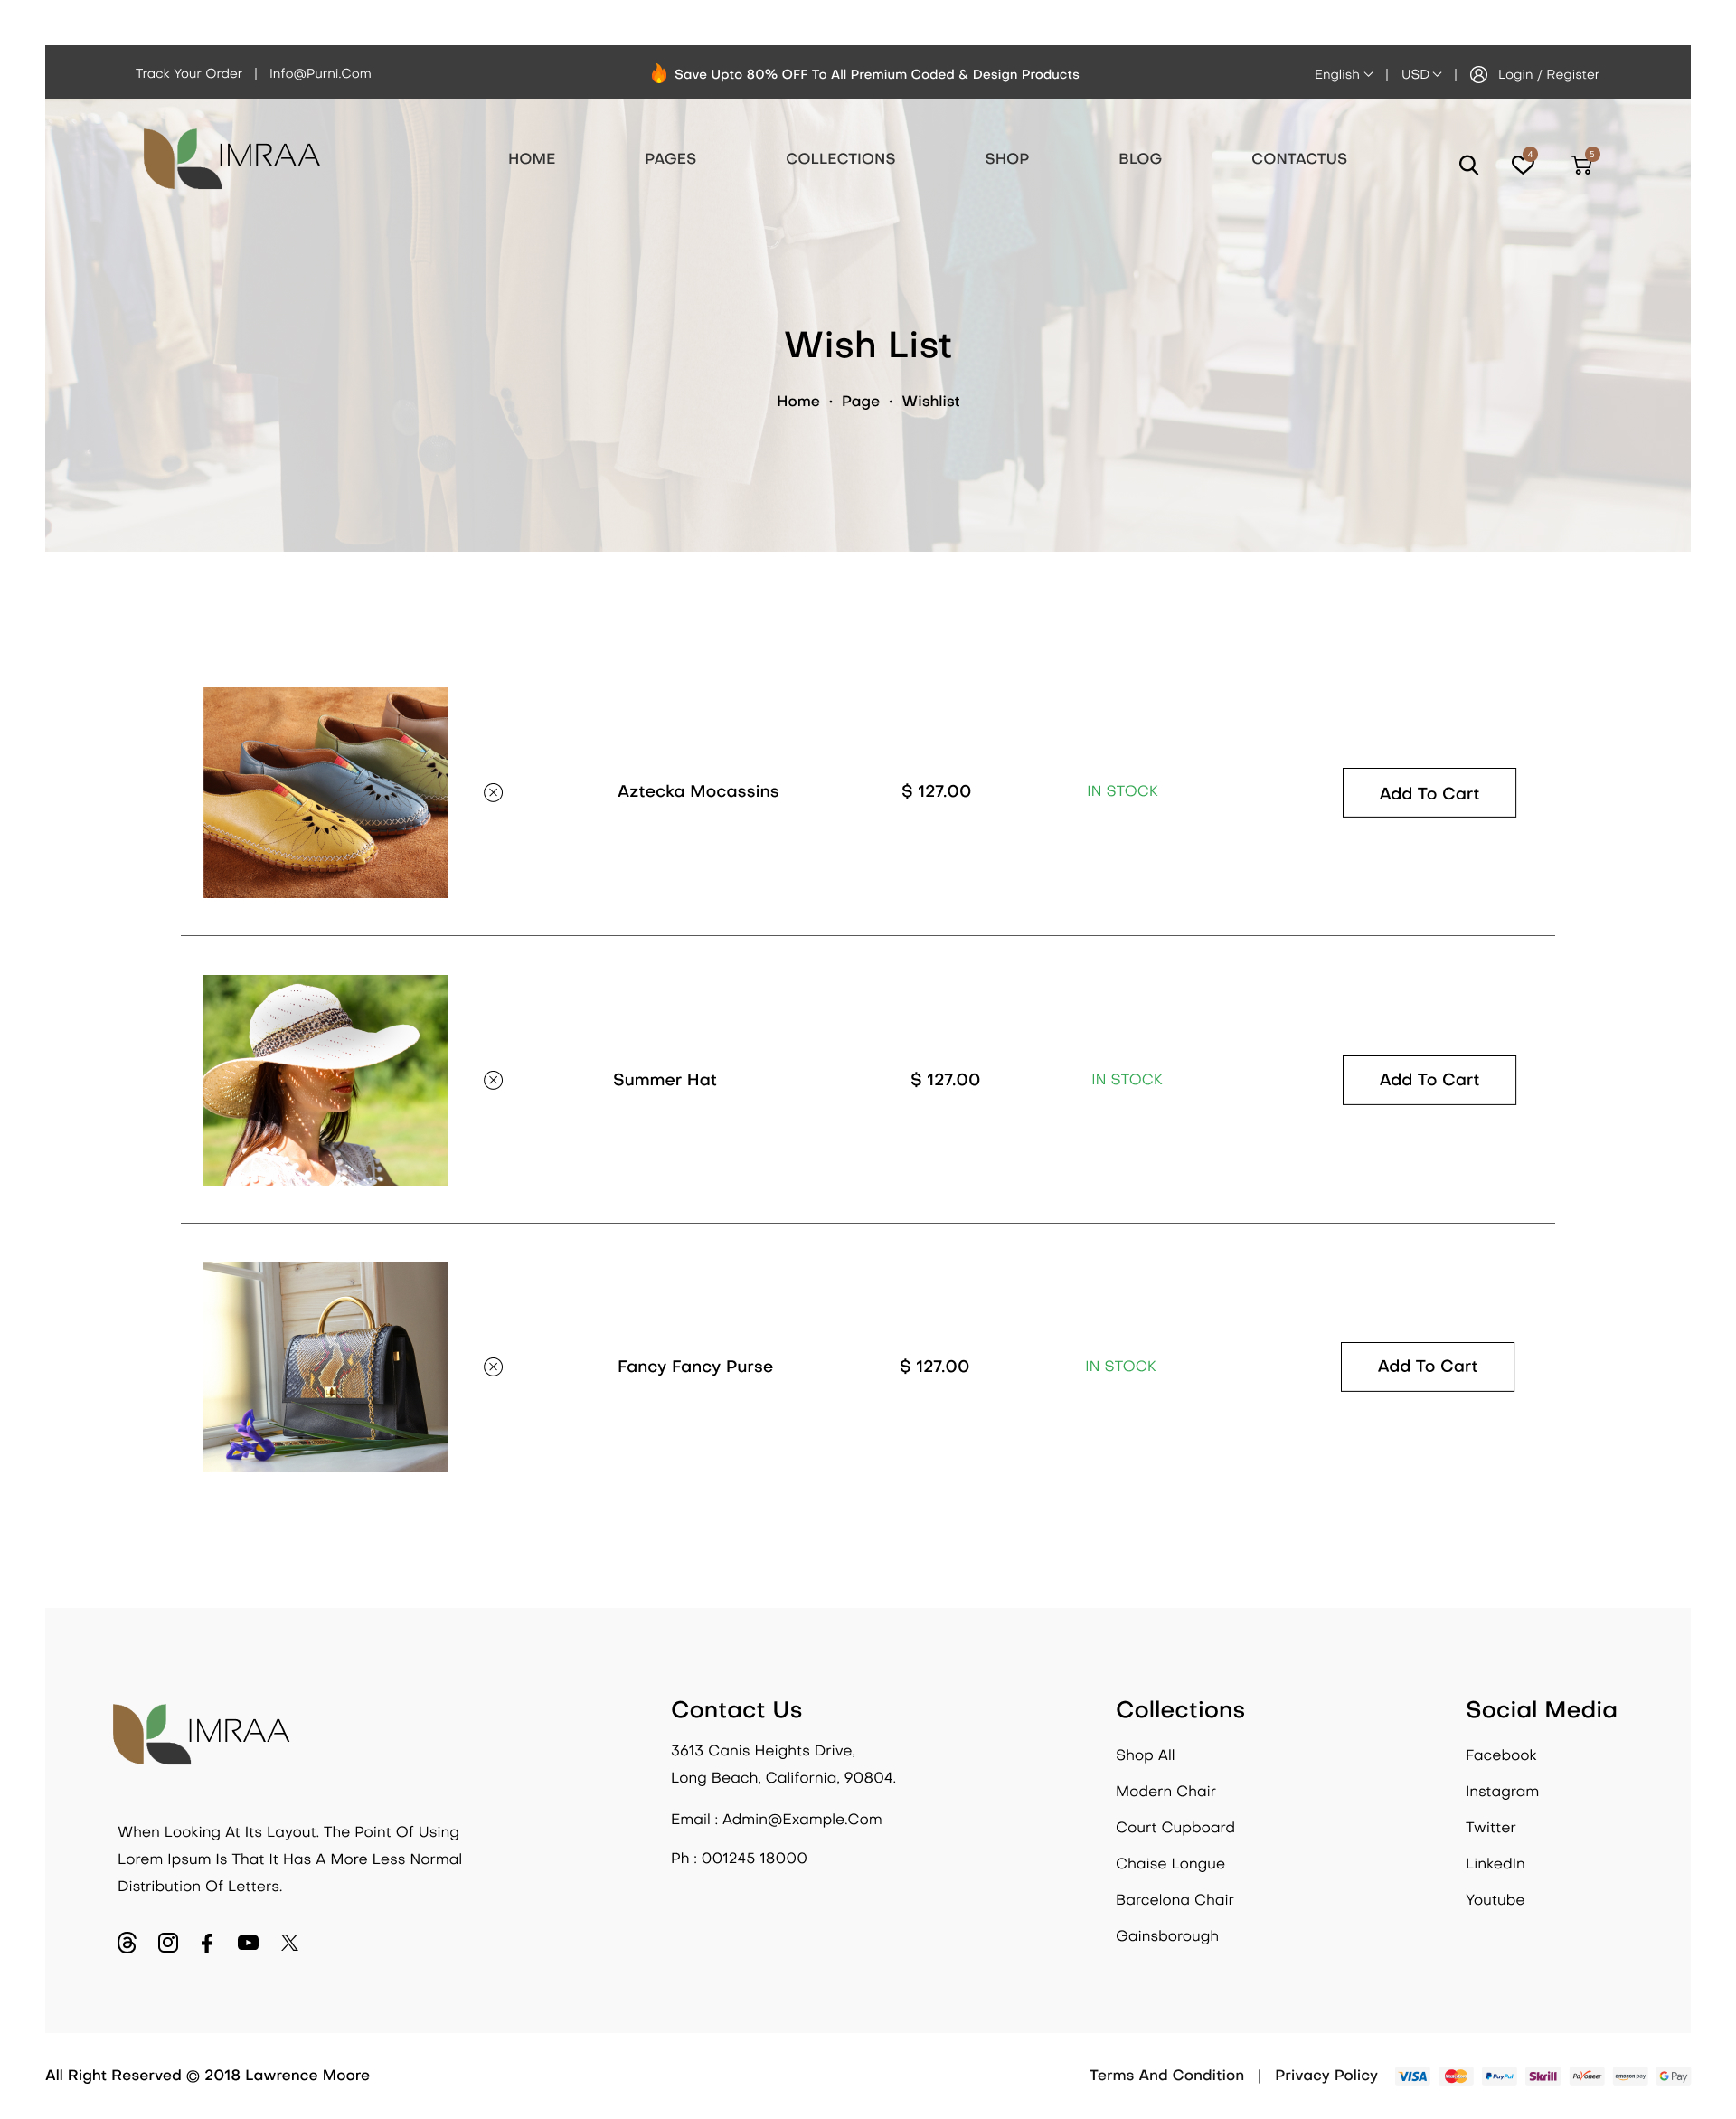 Track Your Order | Info@Purni.Com
Save Upto 80% OFF To All Premium Coded & Design Products
English | USD | Login / Register
IMRAA
HOME PAGES COLLECTIONS SHOP BLOG CONTACTUS
4 5
Wish List
Home · Page · Wishlist
Aztecka Mocassins $ 127.00 IN STOCK Add To Cart
Summer Hat $ 127.00 IN STOCK Add To Cart
Fancy Fancy Purse $ 127.00 IN STOCK Add To Cart
IMRAA
When Looking At Its Layout. The Point Of Using
Lorem Ipsum Is That It Has A More Less Normal
Distribution Of Letters.
Contact Us
3613 Canis Heights Drive,
Long Beach, California, 90804.
Email : Admin@Example.Com
Ph : 001245 18000
Collections
Shop All
Modern Chair
Court Cupboard
Chaise Longue
Barcelona Chair
Gainsborough
Social Media
Facebook
Instagram
Twitter
LinkedIn
Youtube
All Right Reserved © 2018 Lawrence Moore
Terms And Condition | Privacy Policy VISA PayPal Skrill Payoneer amazon pay G Pay